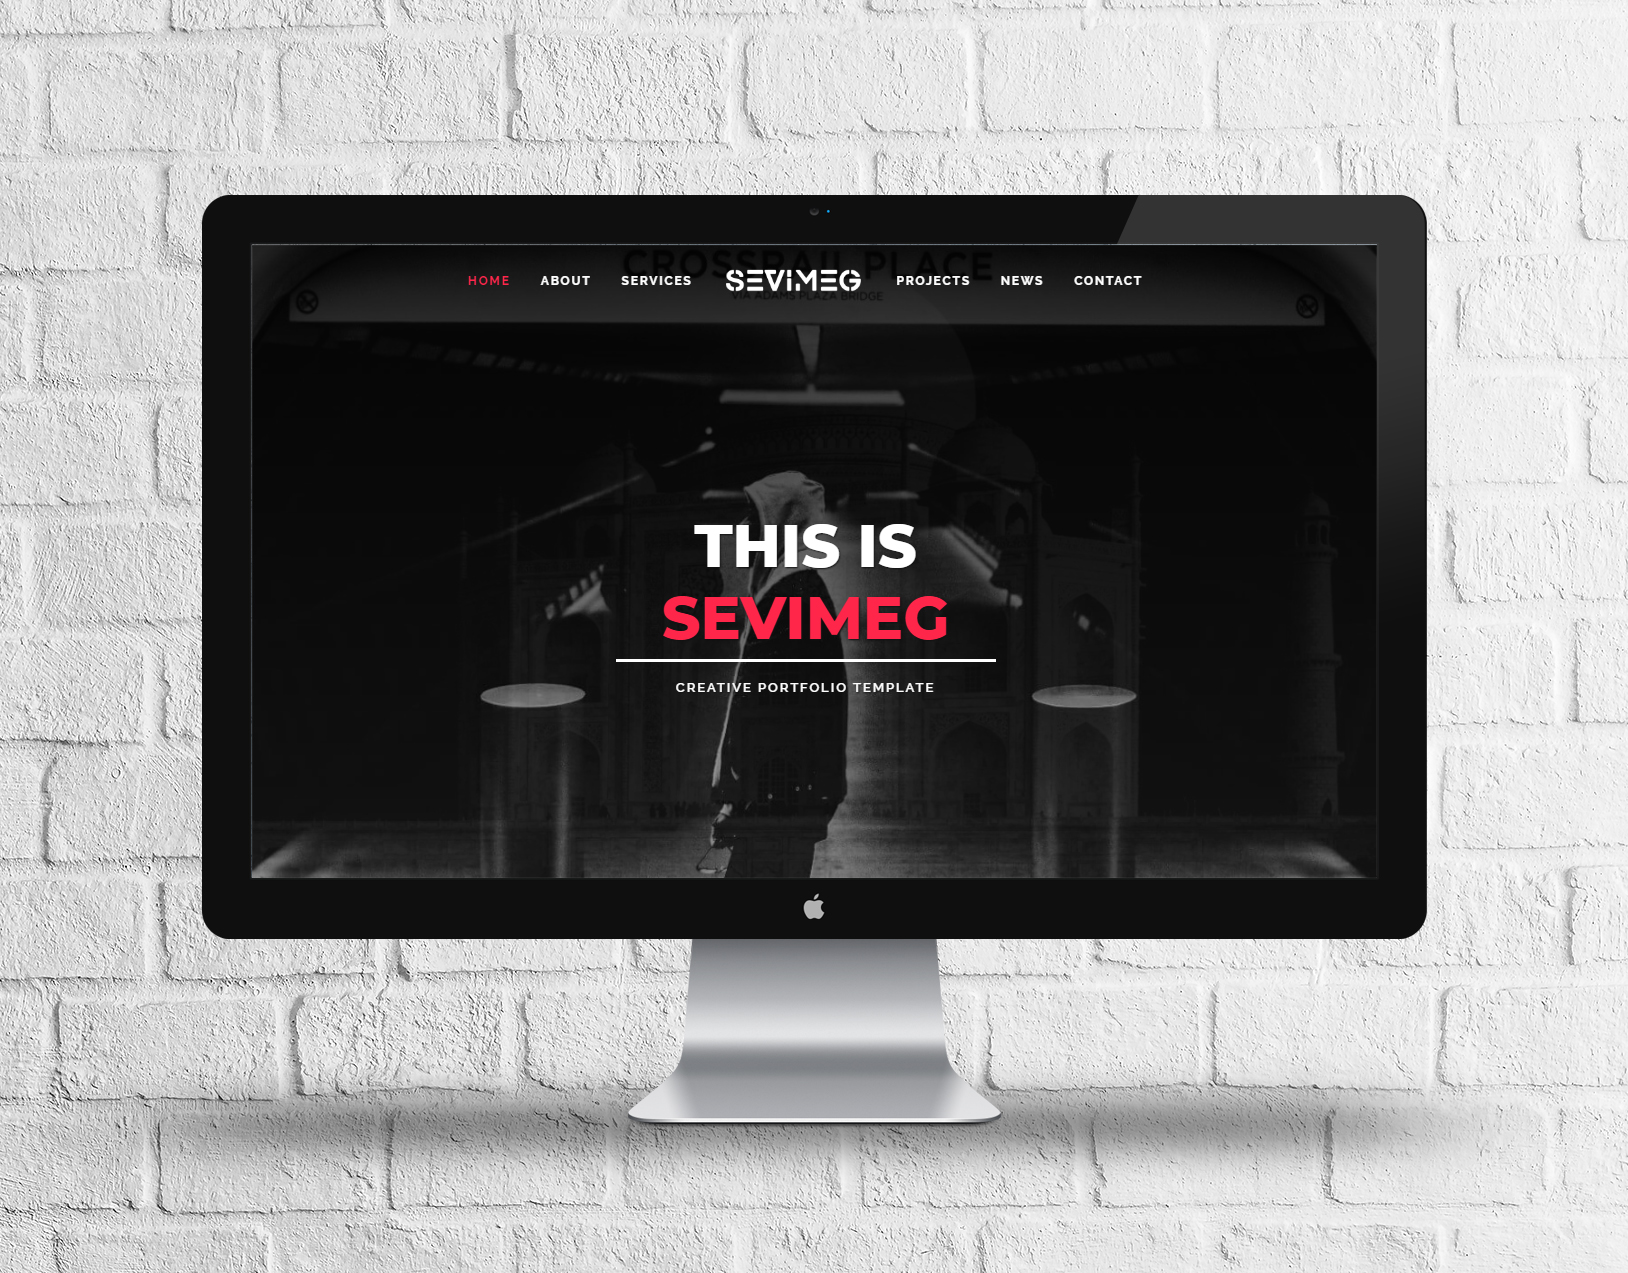 CROSSRAIL PLACE
HOME ABOUT SERVICES SEVIMEG PROJECTS NEWS CONTACT
VIA ADAMS PLAZA BRIDGE
THIS IS
SEVIMEG
CREATIVE PORTFOLIO TEMPLATE